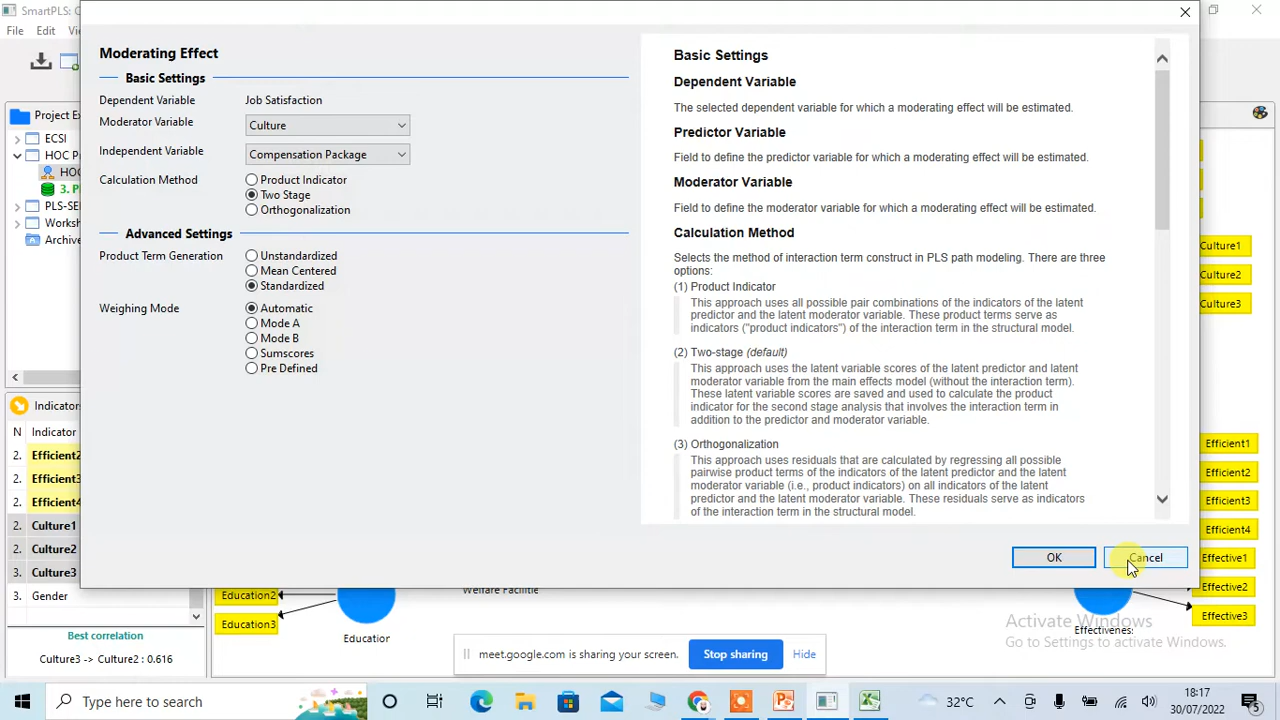 SmartPLS:
File Edit Vi
Moderating Effect
Basic Settings
Dependent Variable Job Satisfaction
Moderator Variable Culture
Independent Variable Compensation Package
Calculation Method Product Indicator
Two Stage
Orthogonalization
Advanced Settings
Product Term Generation Unstandardized
Mean Centered
Standardized
Weighing Mode Automatic
Mode A
Mode B
Sumscores
Pre Defined
Basic Settings
Dependent Variable
The selected dependent variable for which a moderating effect will be estimated.
Predictor Variable
Field to define the predictor variable for which a moderating effect will be estimated.
Moderator Variable
Field to define the moderator variable for which a moderating effect will be estimated.
Calculation Method
Selects the method of interaction term construct in PLS path modeling. There are three
options:
(1) Product Indicator
This approach uses all possible pair combinations of the indicators of the latent
predictor and the latent moderator variable. These product terms serve as
indicators ("product indicators") of the interaction term in the structural model.
(2) Two-stage (default)
This approach uses the latent variable scores of the latent predictor and latent
moderator variable from the main effects model (without the interaction term).
These latent variable scores are saved and used to calculate the product
indicator for the second stage analysis that involves the interaction term in
addition to the predictor and moderator variable.
(3) Orthogonalization
This approach uses residuals that are calculated by regressing all possible
pairwise product terms of the indicators of the latent predictor and the latent
moderator variable (i.e., product indicators) on all indicators of the latent
predictor and the latent moderator variable. These residuals serve as indicators
of the interaction term in the structural model.
OK Cancel
Project Ex
ECSI
HOC P
HOC
3. P
PLS-SE
Worksh
Archive
Indicators
N Indicator
2. Efficient2
2. Efficient3
2. Efficient4
2. Culture1
2. Culture2
2. Culture3
3. Gender
Best correlation
Culture3 -> Culture2 : 0.616
Education2
Education3
Education
Welfare Facilities
Culture1
Culture2
Culture3
Efficient1
Efficient2
Efficient3
Efficient4
Effective1
Effective2
Effective3
Effectivenes:
Activate Windows
Go to Settings to activate Windows.
meet.google.com is sharing your screen. Stop sharing Hide
Type here to search
32°C
18:17
30/07/2022
5